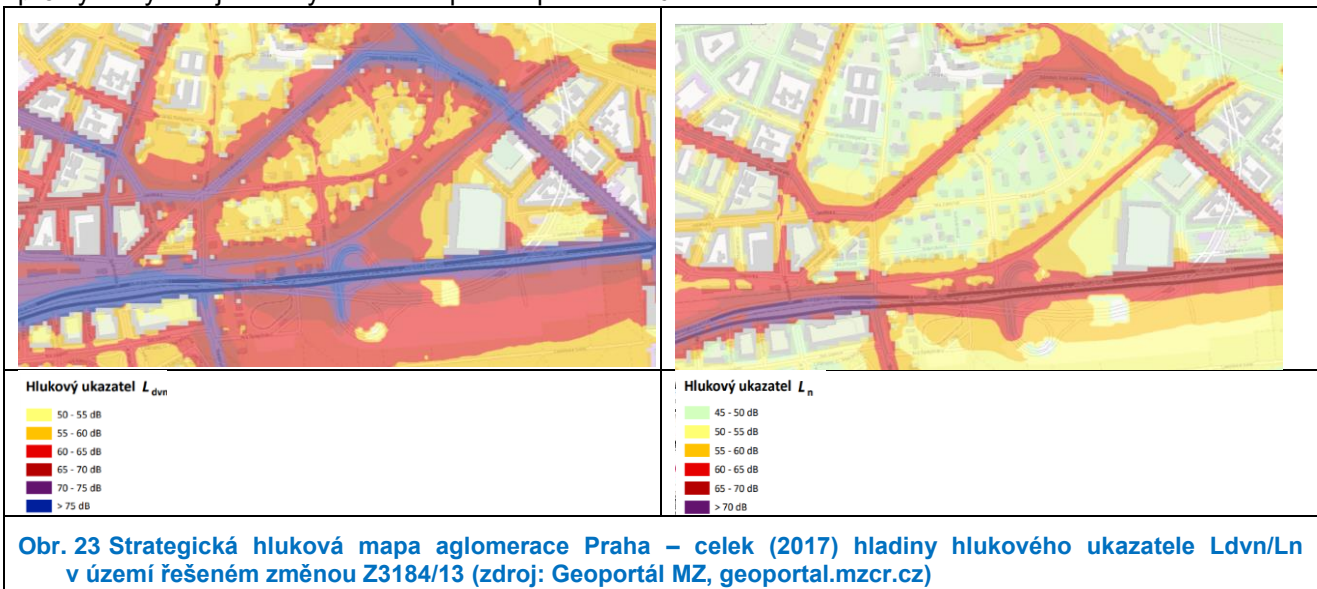 Hlukový ukazatel L dvn
50 - 55 dB
55 - 60 dB
60 - 65 dB
65 - 70 dB
70 - 75 dB
> 75 dB
Hlukový ukazatel L n
45 - 50 dB
50 - 55 dB
55 - 60 dB
60 - 65 dB
65 - 70 dB
> 70 dB
Obr. 23 Strategická hluková mapa aglomerace Praha – celek (2017) hladiny hlukového ukazatele Ldvn/Ln
v území řešeném změnou Z3184/13 (zdroj: Geoportál MZ, geoportal.mzcr.cz)